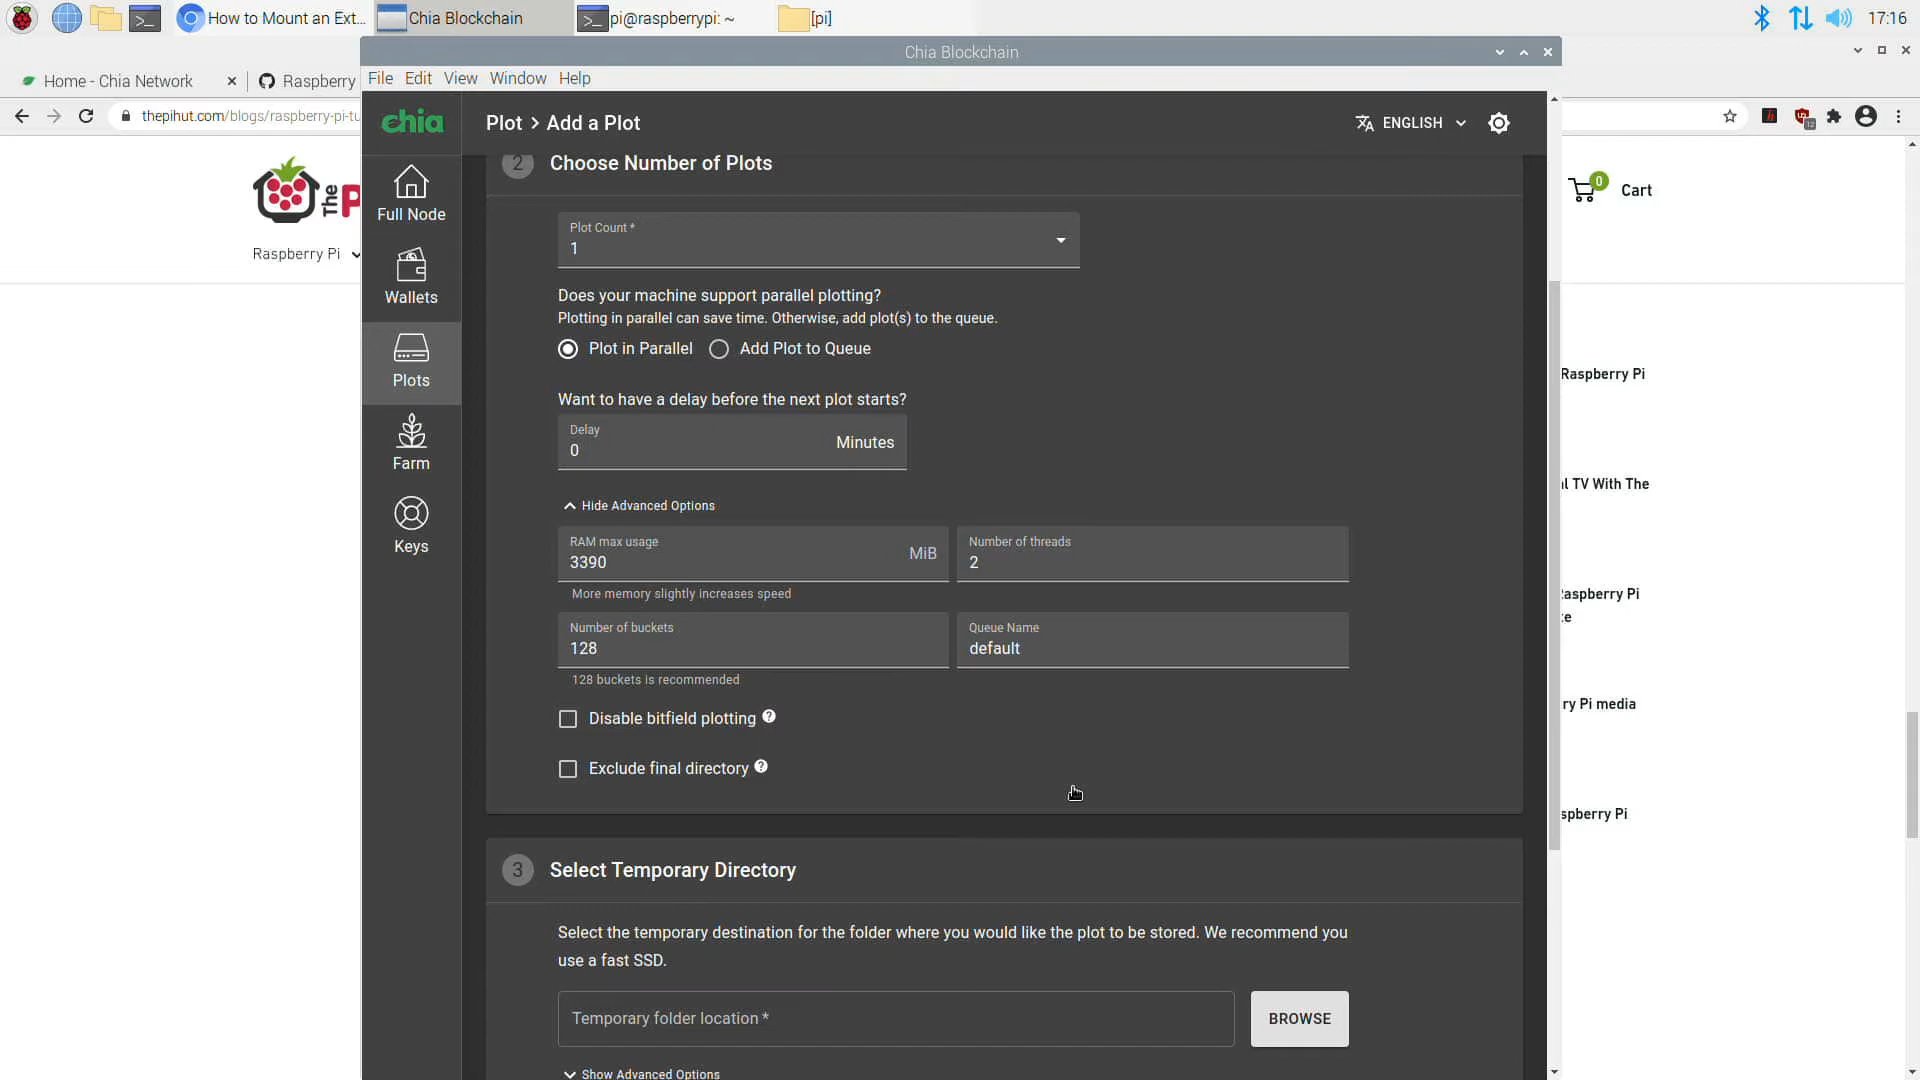 How to Mount an Ext...
Chia Blockchain
pi@raspberrypi: ~
[pi]
17:16
Chia Blockchain
Home - Chia Network
Raspberry
File Edit View Window Help
thepihut.com/blogs/raspberry-pi-tu
12
chia
Plot > Add a Plot
ENGLISH
The P
0
Cart
Raspberry Pi
2
Choose Number of Plots
Full Node
Wallets
Plots
Farm
Keys
Plot Count *
1
Does your machine support parallel plotting?
Plotting in parallel can save time. Otherwise, add plot(s) to the queue.
Plot in Parallel
Add Plot to Queue
Want to have a delay before the next plot starts?
Delay
0
Minutes
Hide Advanced Options
RAM max usage
3390
MiB
Number of threads
2
More memory slightly increases speed
Number of buckets
128
Queue Name
default
128 buckets is recommended
Disable bitfield plotting ?
Exclude final directory ?
3
Select Temporary Directory
Select the temporary destination for the folder where you would like the plot to be stored. We recommend you
use a fast SSD.
Temporary folder location *
BROWSE
Show Advanced Options
Raspberry Pi
l TV With The
aspberry Pi
te
ry Pi media
spberry Pi